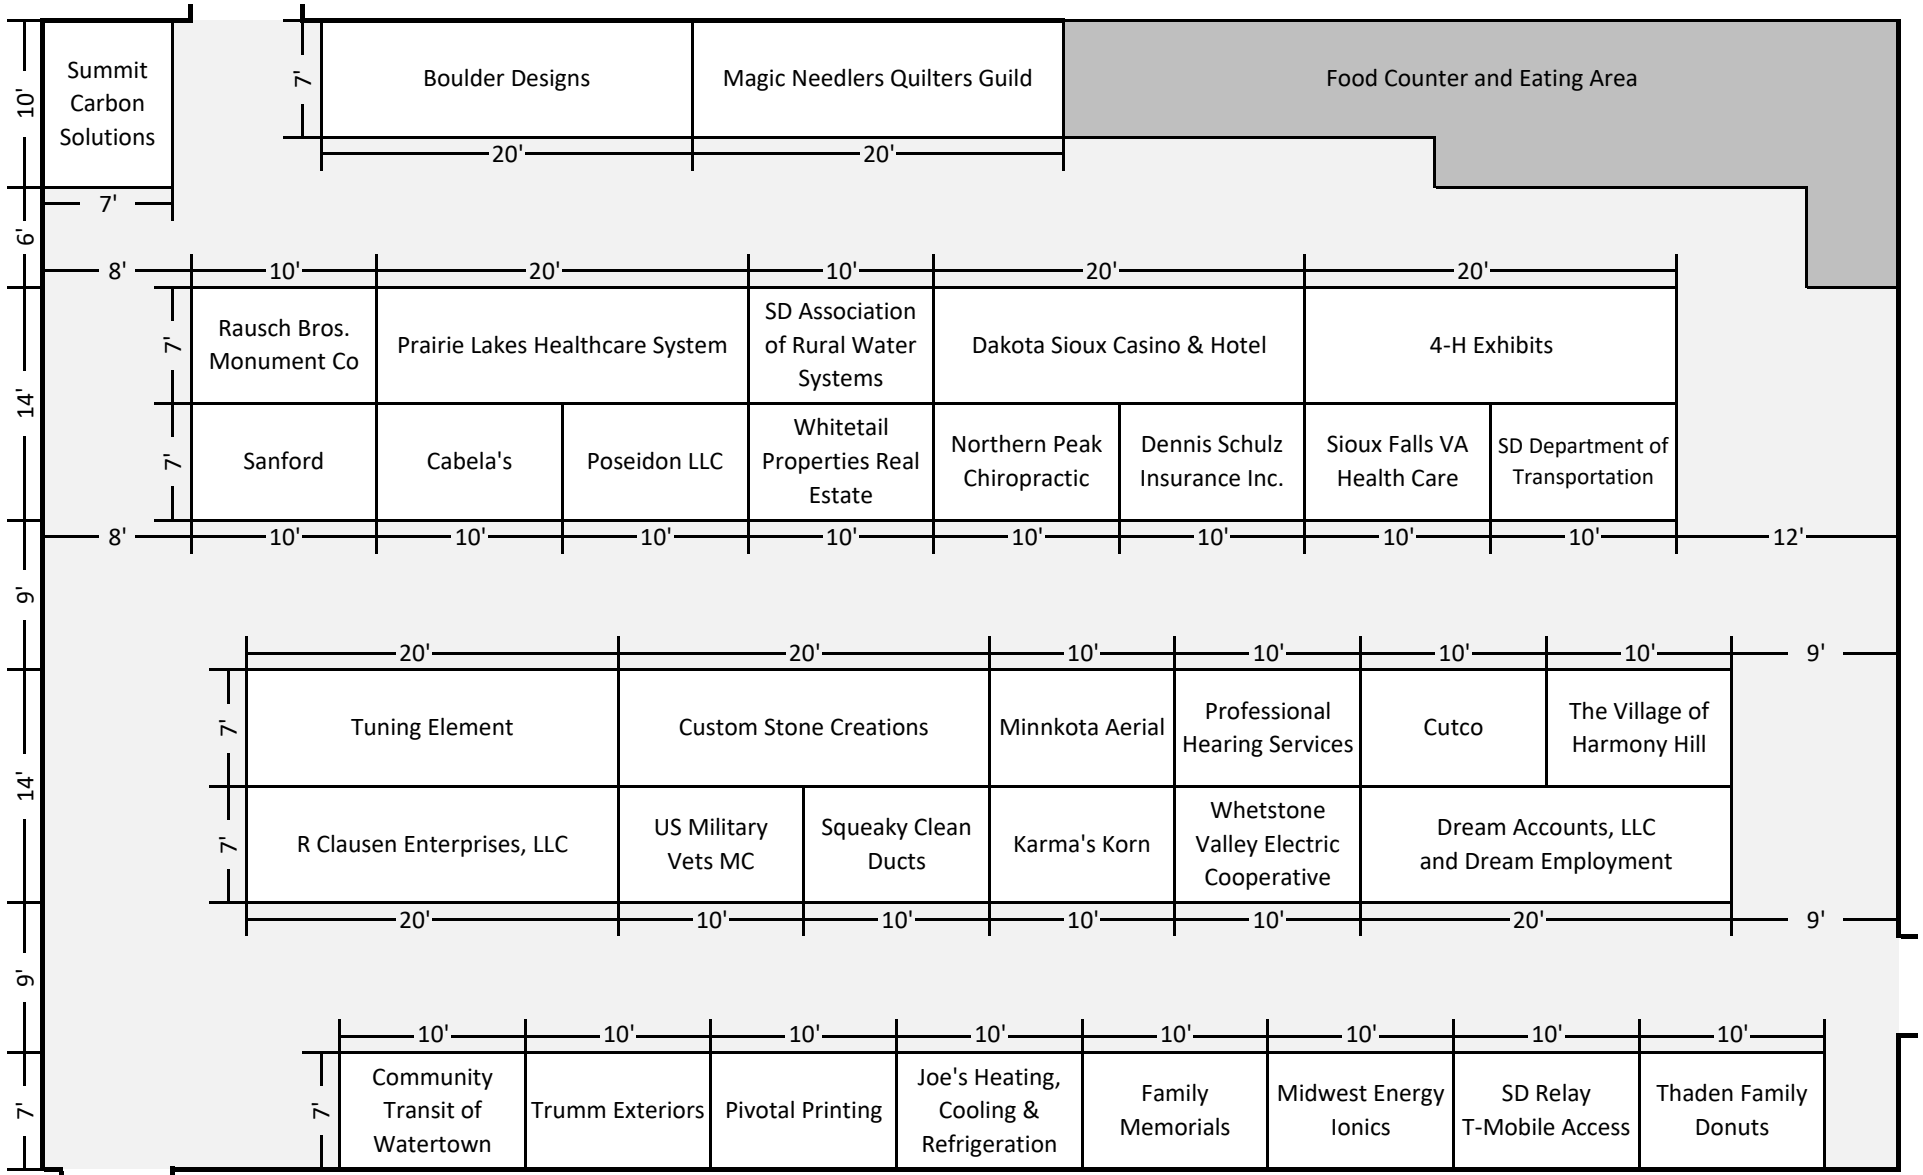 Summit
Carbon
Solutions
Boulder Designs
Magic Needlers Quilters Guild
Food Counter and Eating Area
10'
7'
20'
20'
7'
6'
8'
10'
20'
10'
20'
20'
Rausch Bros.
Monument Co
Prairie Lakes Healthcare System
SD Association
of Rural Water
Systems
Dakota Sioux Casino & Hotel
4-H Exhibits
7'
14'
Sanford
Cabela's
Poseidon LLC
Whitetail
Properties Real
Estate
Northern Peak
Chiropractic
Dennis Schulz
Insurance Inc.
Sioux Falls VA
Health Care
SD Department of
Transportation
7'
8'
10'
10'
10'
10'
10'
10'
10'
10'
12'
9'
20'
20'
10'
10'
10'
10'
9'
Tuning Element
Custom Stone Creations
Minnkota Aerial
Professional
Hearing Services
Cutco
The Village of
Harmony Hill
7'
14'
R Clausen Enterprises, LLC
US Military
Vets MC
Squeaky Clean
Ducts
Karma's Korn
Whetstone
Valley Electric
Cooperative
Dream Accounts, LLC
and Dream Employment
7'
20'
10'
10'
10'
10'
20'
9'
9'
10'
10'
10'
10'
10'
10'
10'
10'
7'
7'
Community
Transit of
Watertown
Trumm Exteriors
Pivotal Printing
Joe's Heating,
Cooling &
Refrigeration
Family
Memorials
Midwest Energy
Ionics
SD Relay
T-Mobile Access
Thaden Family
Donuts